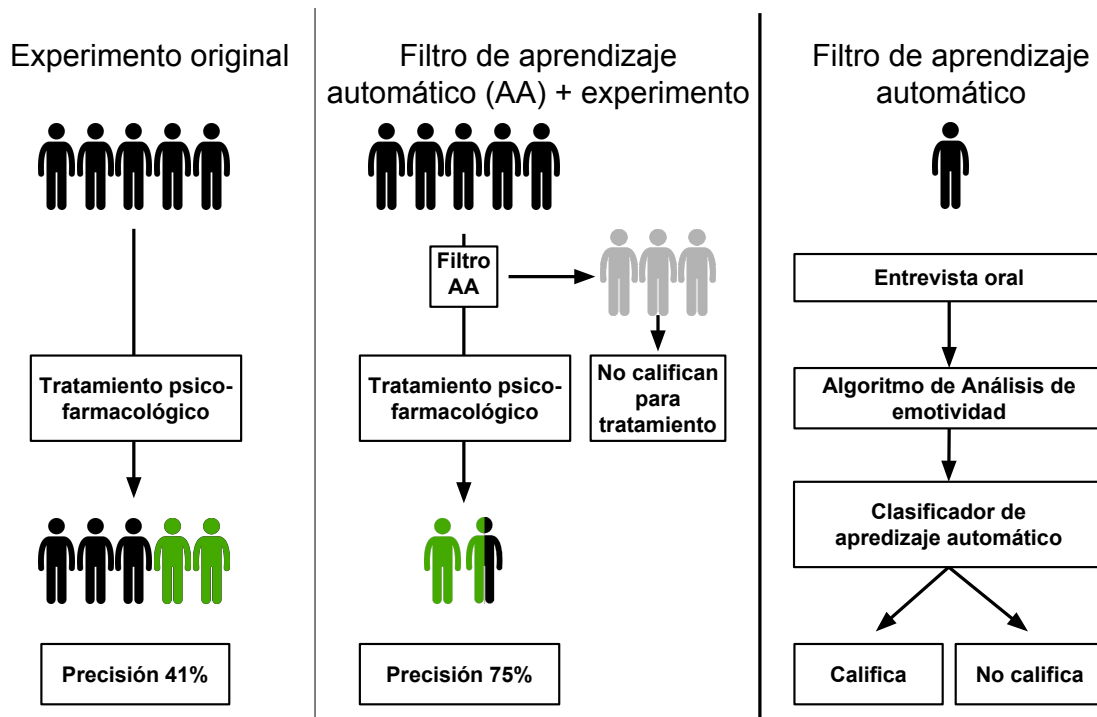 Experimento original
Tratamiento psico-
farmacológico
Precisión 41%
Filtro de aprendizaje
automático (AA) + experimento
Filtro
AA
No califican
para
tratamiento
Tratamiento psico-
farmacológico
Precisión 75%
Filtro de aprendizaje
automático
Entrevista oral
Algoritmo de Análisis de
emotividad
Clasificador de
apredizaje automático
Califica
No califica